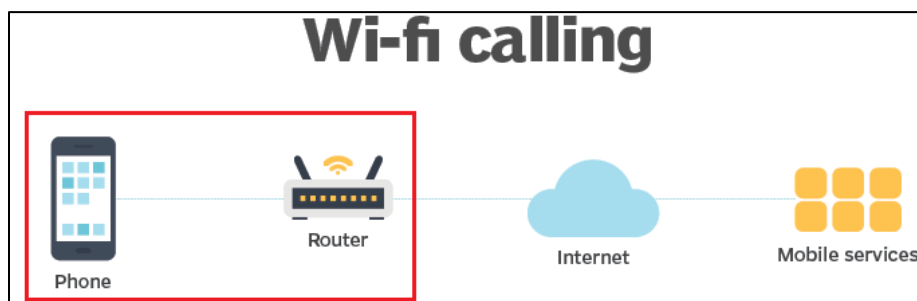 Wi-fi calling
Phone
Router
Internet
Mobile services